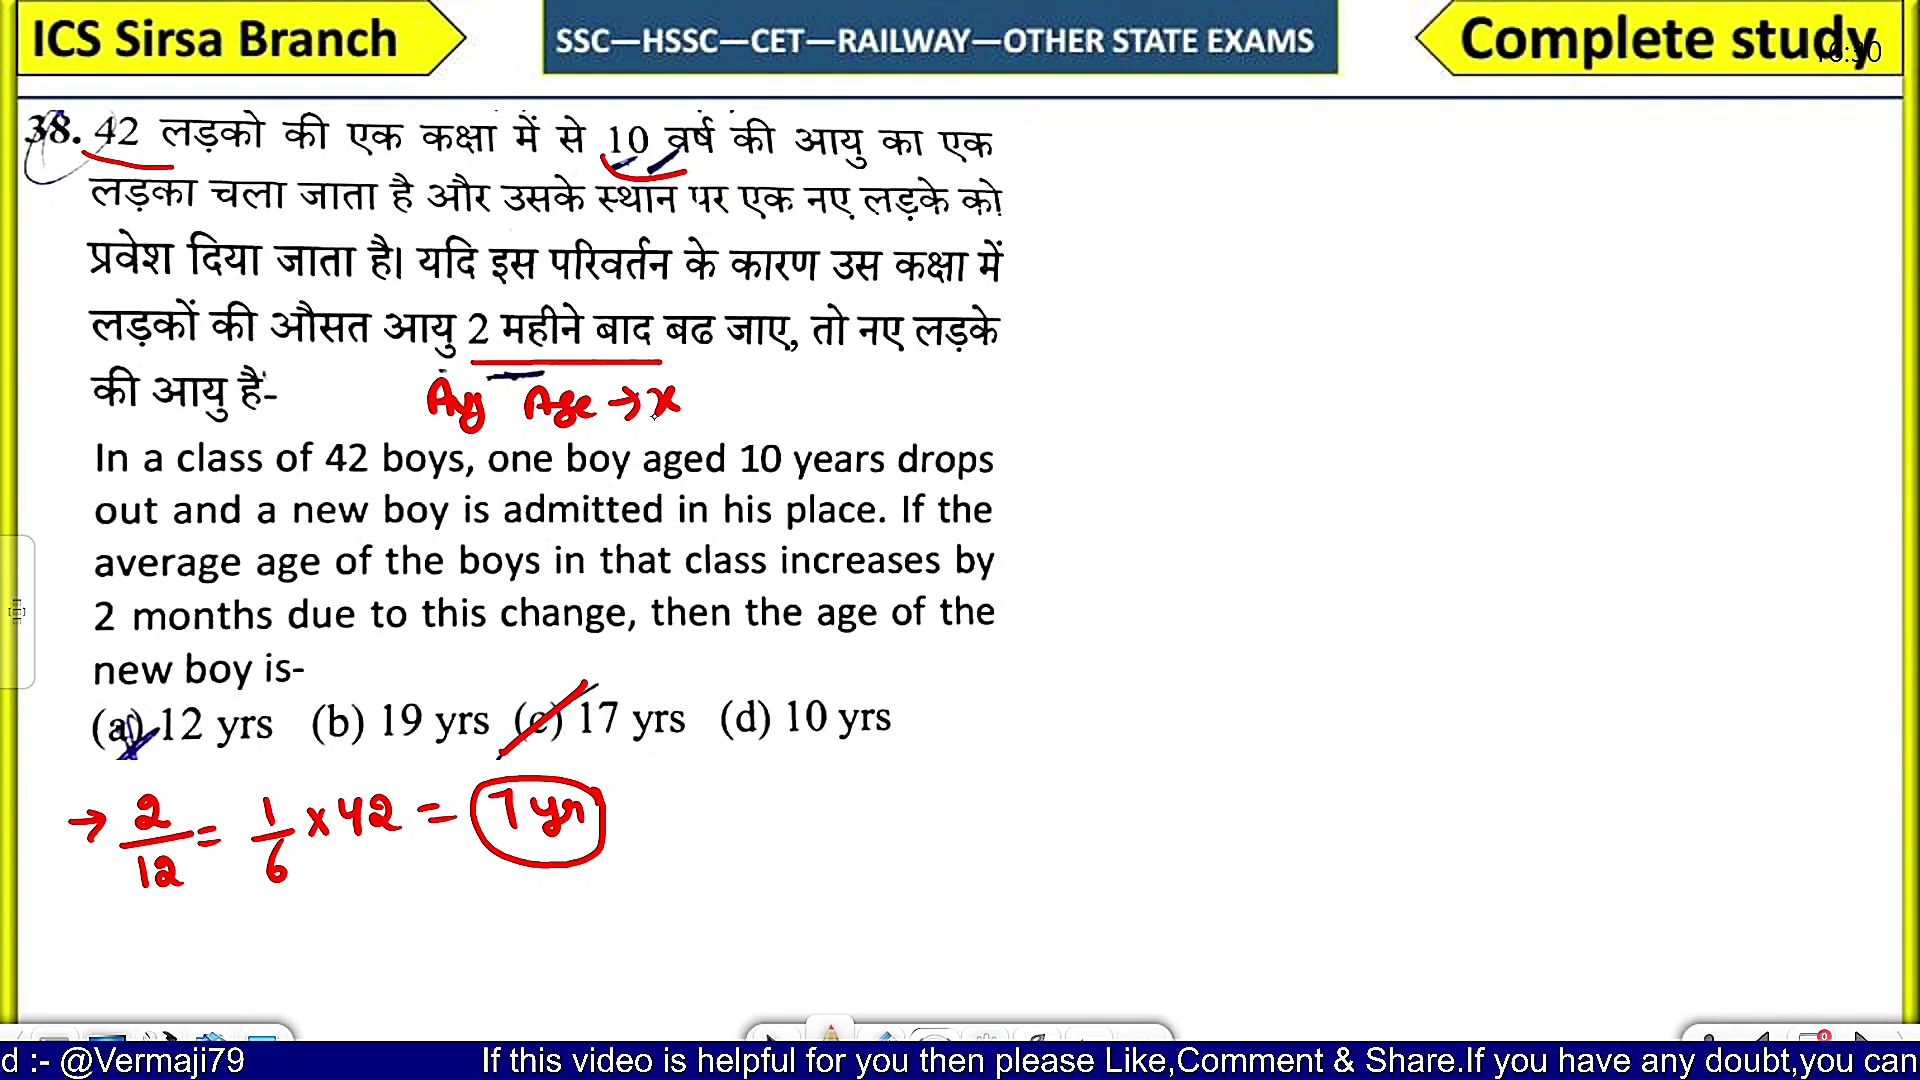 ICS Sirsa Branch
SSC—HSSC—CET—RAILWAY—OTHER STATE EXAMS
Complete study
38. 42 लड़को की एक कक्षा में से 10 वर्ष की आयु का एक
लड़का चला जाता है और उसके स्थान पर एक नए लड़के को
प्रवेश दिया जाता है। यदि इस परिवर्तन के कारण उस कक्षा में
लड़कों की औसत आयु 2 महीने बाद बढ जाए, तो नए लड़के
की आयु है-
Avg Age → x
In a class of 42 boys, one boy aged 10 years drops
out and a new boy is admitted in his place. If the
average age of the boys in that class increases by
2 months due to this change, then the age of the
new boy is-
(a) 12 yrs (b) 19 yrs (c) 17 yrs (d) 10 yrs
→ 2/12 = 1/6 × 42 = 7 yr
d :- @Vermaji79 If this video is helpful for you then please Like,Comment & Share.If you have any doubt,you can